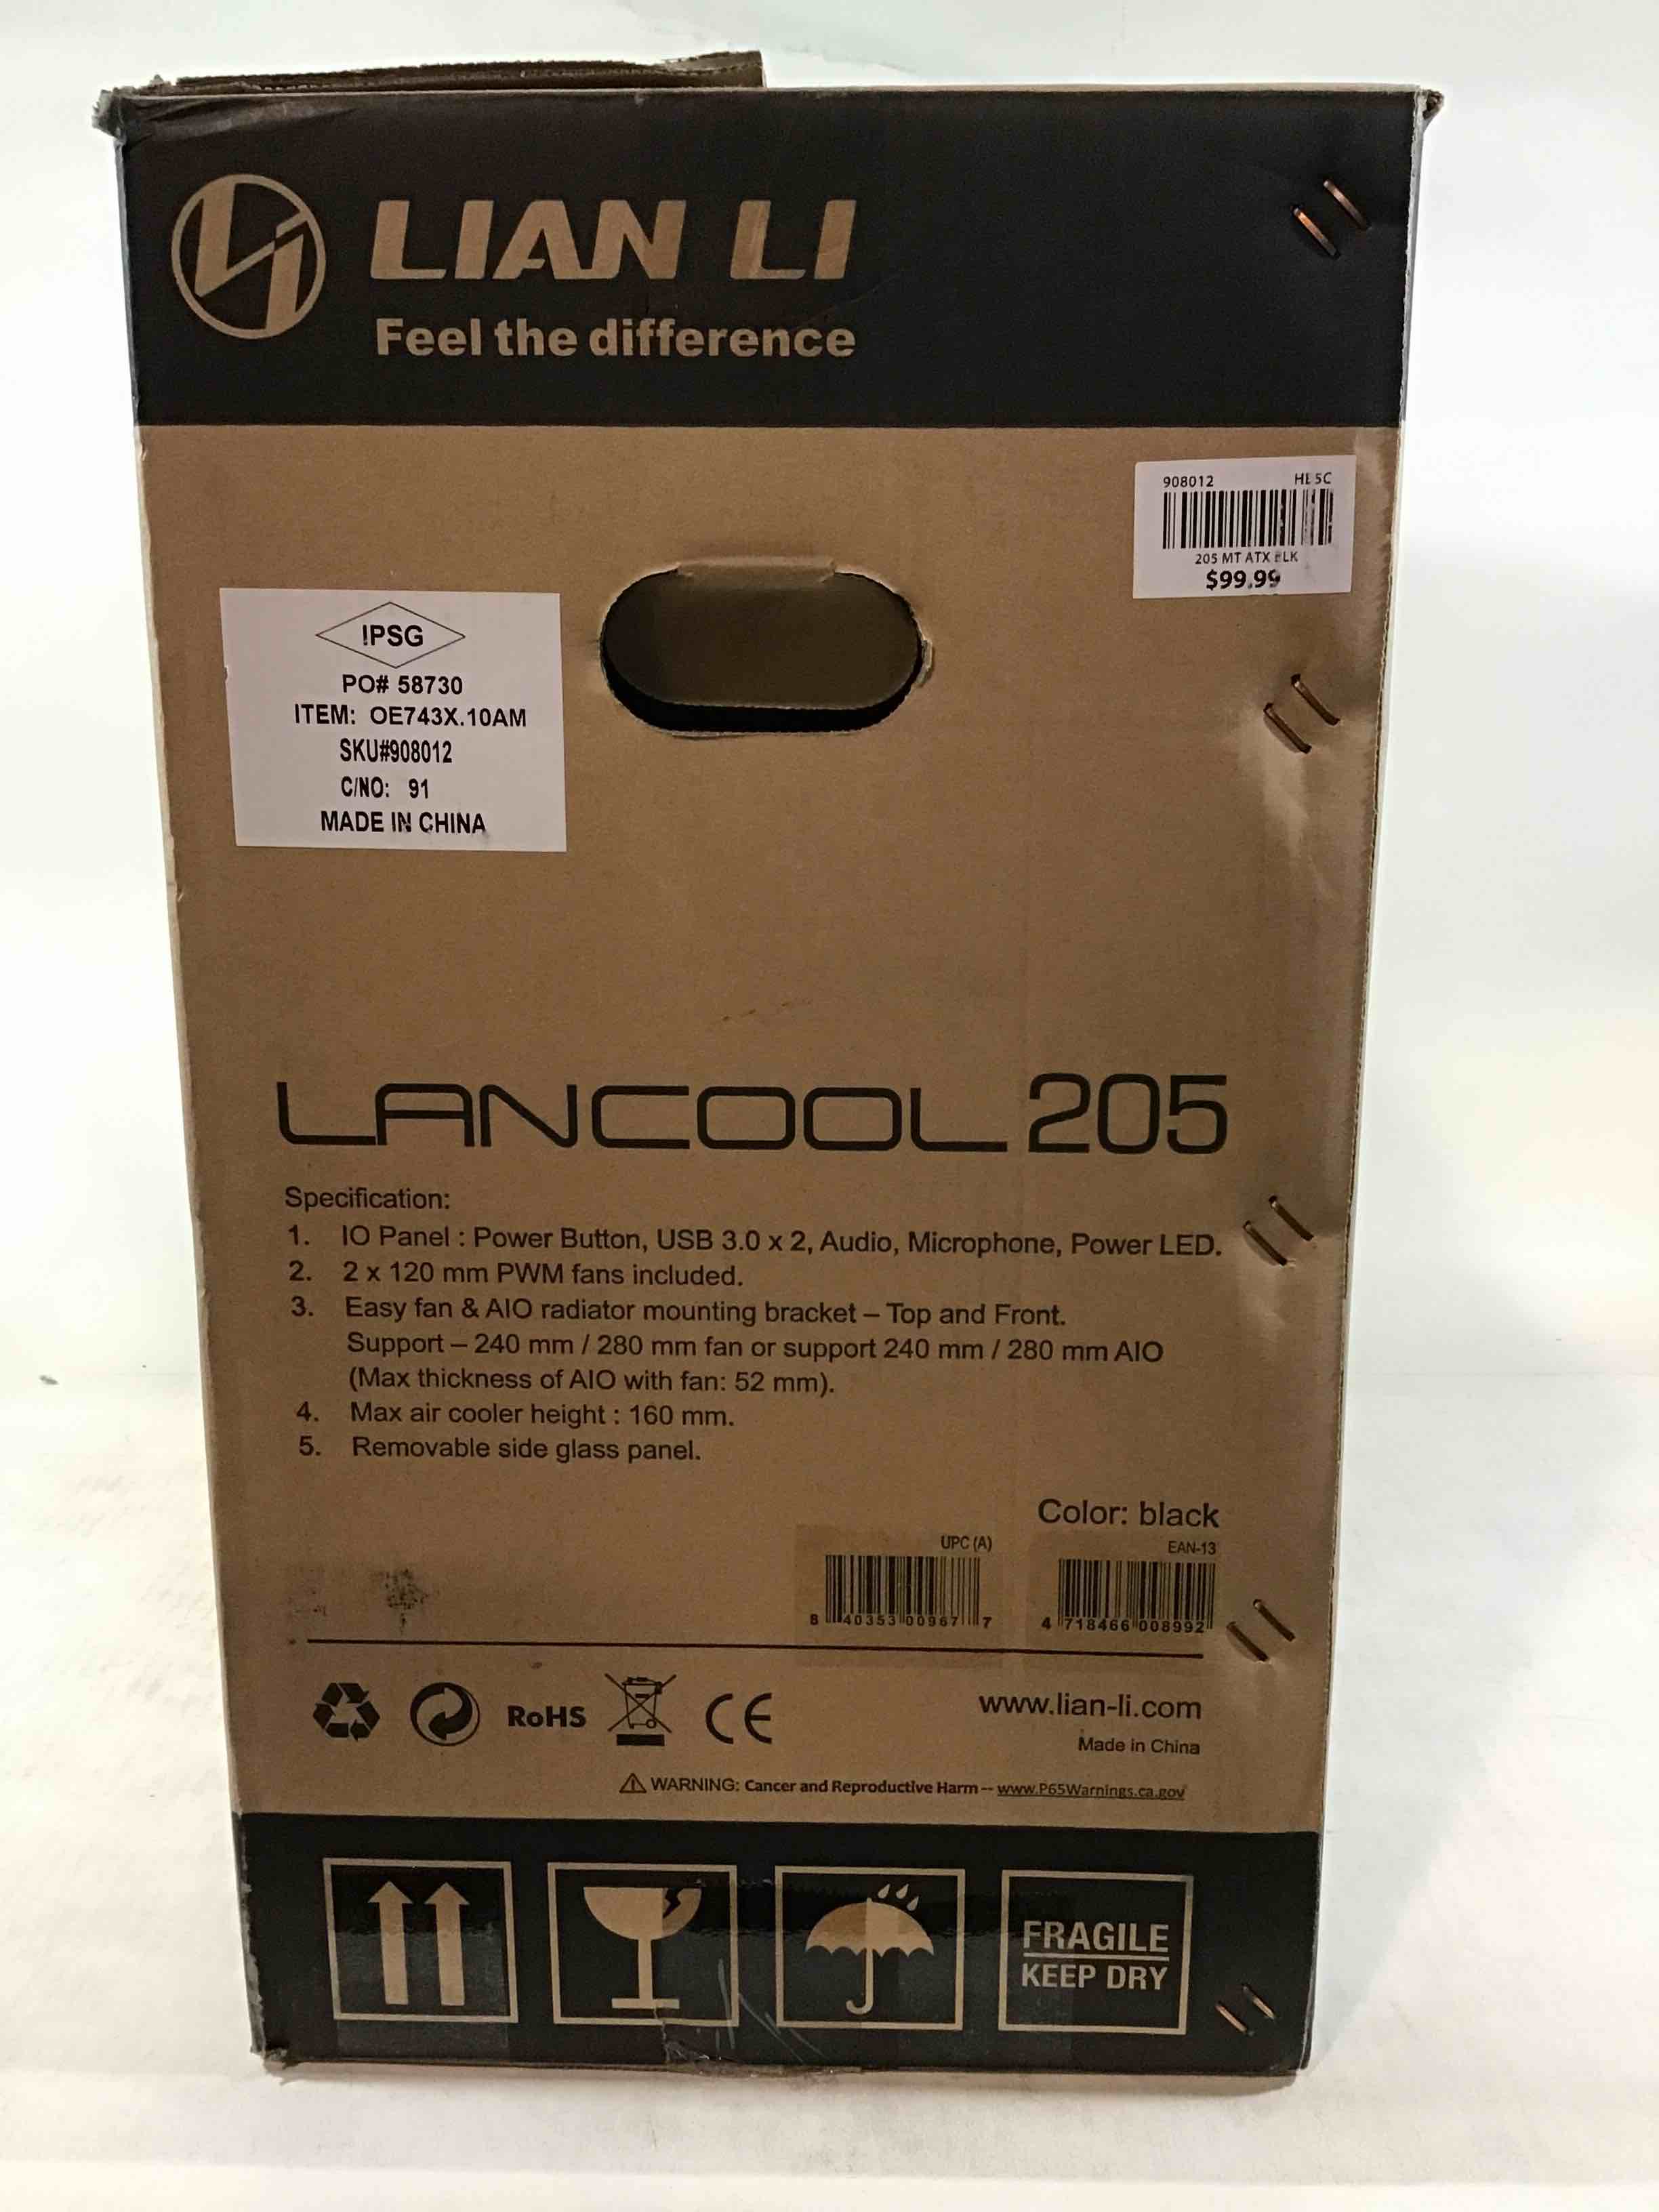 LIAN LI
Feel the difference
908012 HL5C
205 MT ATX BLK
$99.99
IPSG
PO# 58730
ITEM: OE743X.10AM
SKU#908012
C/NO: 91
MADE IN CHINA
LANCOOL 205
Specification:
1. IO Panel : Power Button, USB 3.0 x 2, Audio, Microphone, Power LED.
2. 2 x 120 mm PWM fans included.
3. Easy fan & AIO radiator mounting bracket – Top and Front.
Support – 240 mm / 280 mm fan or support 240 mm / 280 mm AIO
(Max thickness of AIO with fan: 52 mm).
4. Max air cooler height : 160 mm.
5. Removable side glass panel.
Color: black
UPC (A)
8 40353 00967 7
EAN-13
4 718466 008992
RoHS
CE
www.lian-li.com
Made in China
WARNING: Cancer and Reproductive Harm -- www.P65Warnings.ca.gov
FRAGILE
KEEP DRY